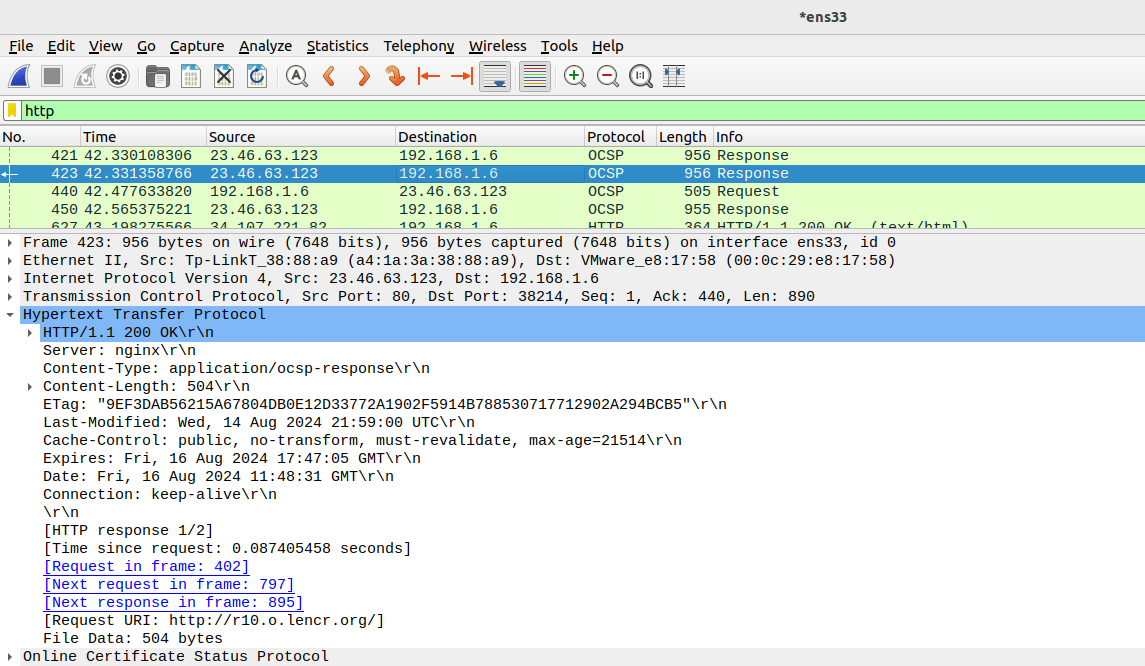 *ens33
File Edit View Go Capture Analyze Statistics Telephony Wireless Tools Help
http
No. Time Source Destination Protocol Length Info
421 42.330108306 23.46.63.123 192.168.1.6 OCSP 956 Response
423 42.331358766 23.46.63.123 192.168.1.6 OCSP 956 Response
440 42.477633820 192.168.1.6 23.46.63.123 OCSP 505 Request
450 42.565375221 23.46.63.123 192.168.1.6 OCSP 955 Response
627 43.198275566 34.107.221.82 192.168.1.6 HTTP 364 HTTP/1.1 200 OK (text/html)
Frame 423: 956 bytes on wire (7648 bits), 956 bytes captured (7648 bits) on interface ens33, id 0
Ethernet II, Src: Tp-LinkT_38:88:a9 (a4:1a:3a:38:88:a9), Dst: VMware_e8:17:58 (00:0c:29:e8:17:58)
Internet Protocol Version 4, Src: 23.46.63.123, Dst: 192.168.1.6
Transmission Control Protocol, Src Port: 80, Dst Port: 38214, Seq: 1, Ack: 440, Len: 890
Hypertext Transfer Protocol
HTTP/1.1 200 OK\r\n
Server: nginx\r\n
Content-Type: application/ocsp-response\r\n
Content-Length: 504\r\n
ETag: "9EF3DAB56215A67804DB0E12D33772A1902F5914B788530717712902A294BCB5"\r\n
Last-Modified: Wed, 14 Aug 2024 21:59:00 UTC\r\n
Cache-Control: public, no-transform, must-revalidate, max-age=21514\r\n
Expires: Fri, 16 Aug 2024 17:47:05 GMT\r\n
Date: Fri, 16 Aug 2024 11:48:31 GMT\r\n
Connection: keep-alive\r\n
\r\n
[HTTP response 1/2]
[Time since request: 0.087405458 seconds]
[Request in frame: 402]
[Next request in frame: 797]
[Next response in frame: 895]
[Request URI: http://r10.o.lencr.org/]
File Data: 504 bytes
Online Certificate Status Protocol